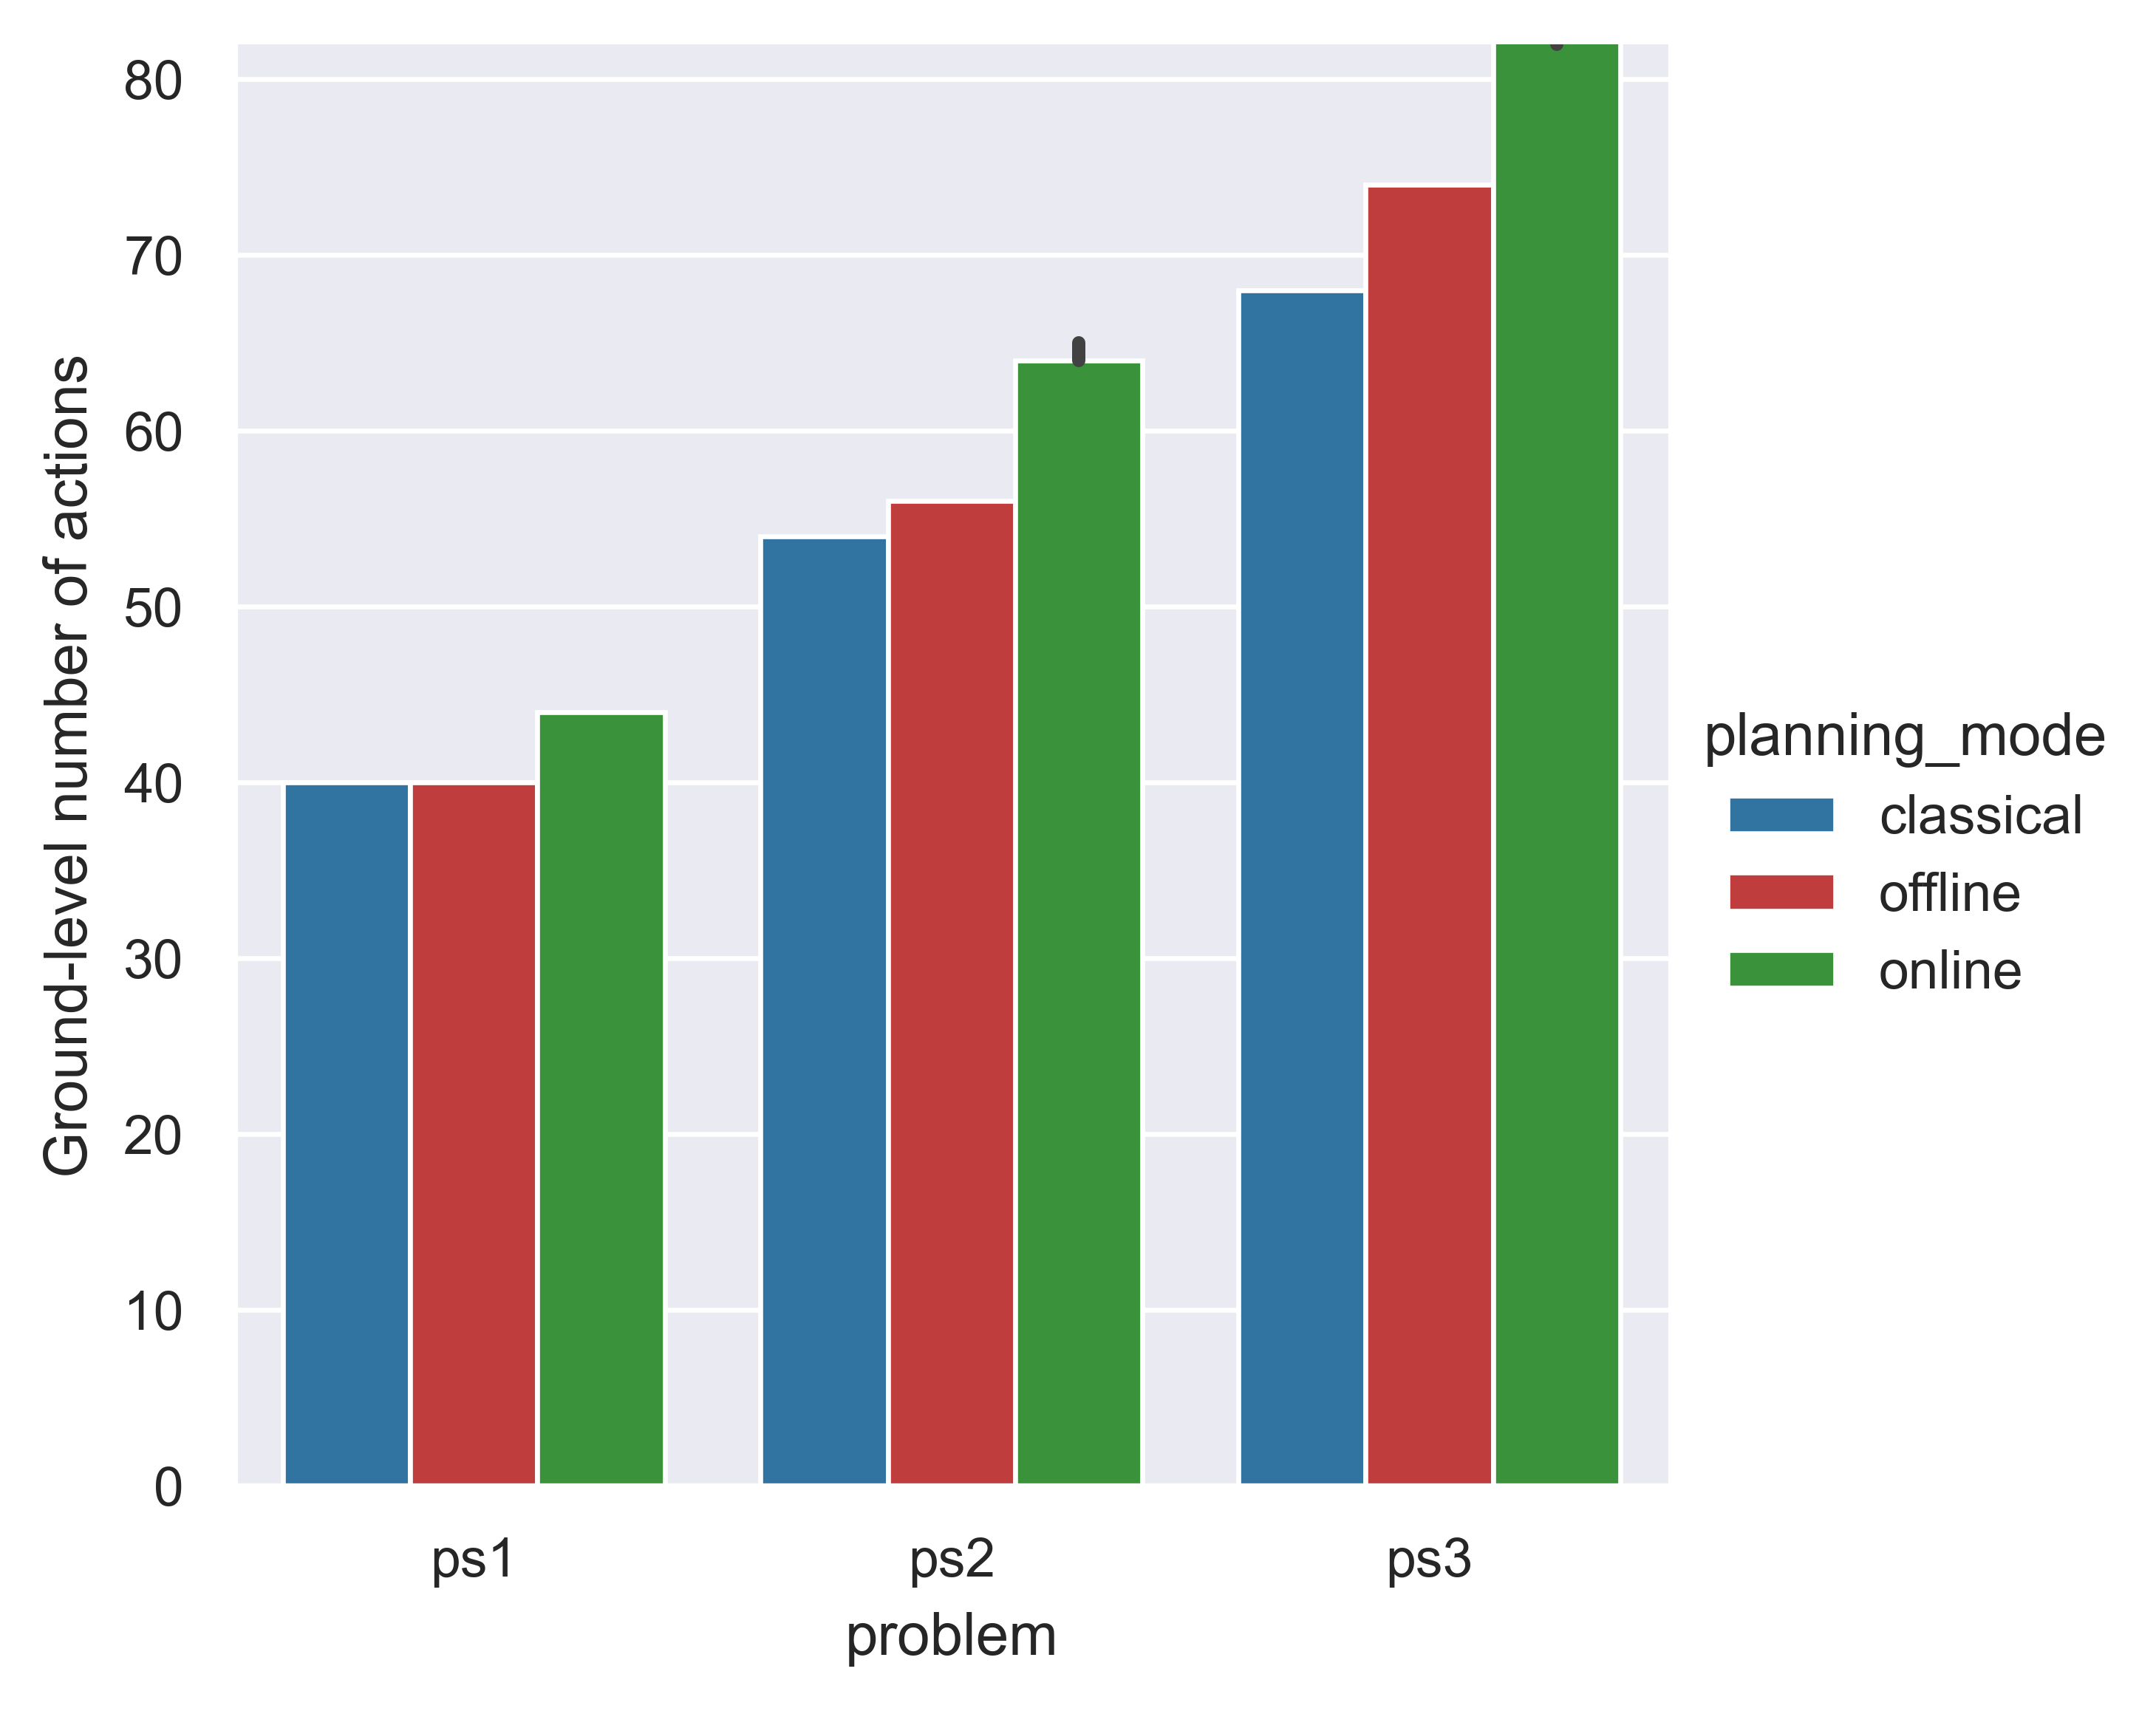 80
70
60
50
40
30
20
10
0
Ground-level number of actions
ps1 ps2 ps3
problem
planning_mode
classical
offline
online